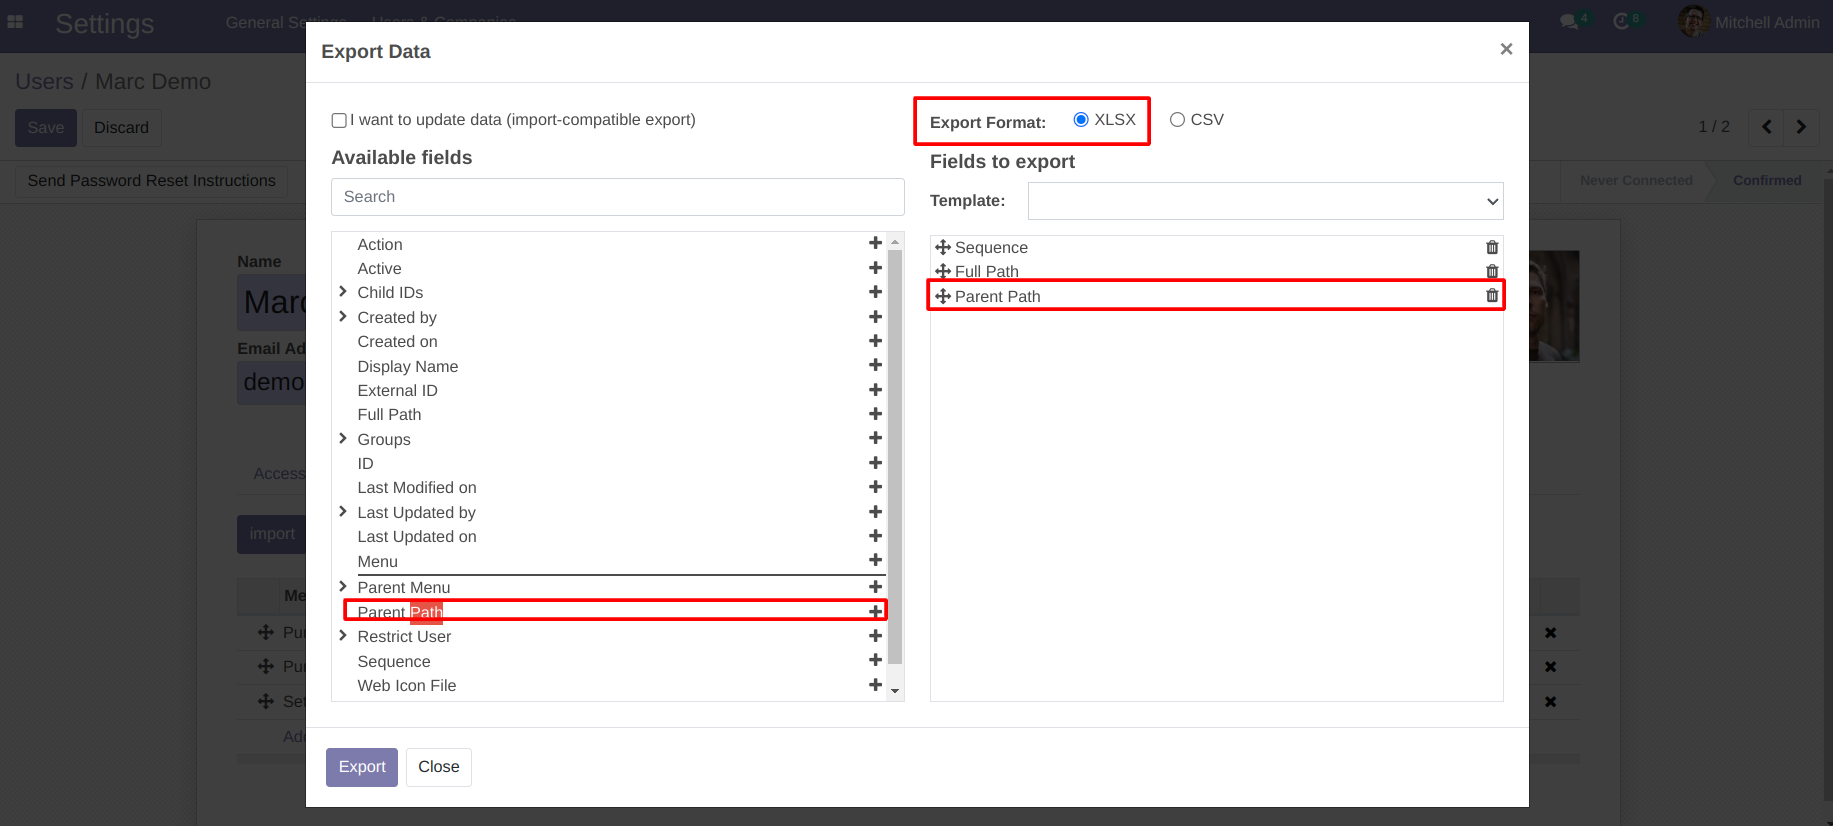 Settings
General Settings Users & Companies
4
8
Mitchell Admin
Users / Marc Demo
Save
Discard
1 / 2
Send Password Reset Instructions
Never Connected
Confirmed
Name
Marc
Email Ad
demo
Access
import
Me
Pur
Pur
Set
Add
Export Data
×
I want to update data (import-compatible export)
Export Format:
XLSX
CSV
Available fields
Search
Action
Active
Child IDs
Created by
Created on
Display Name
External ID
Full Path
Groups
ID
Last Modified on
Last Updated by
Last Updated on
Menu
Parent Menu
Parent Path
Restrict User
Sequence
Web Icon File
Fields to export
Template:
Sequence
Full Path
Parent Path
Export
Close